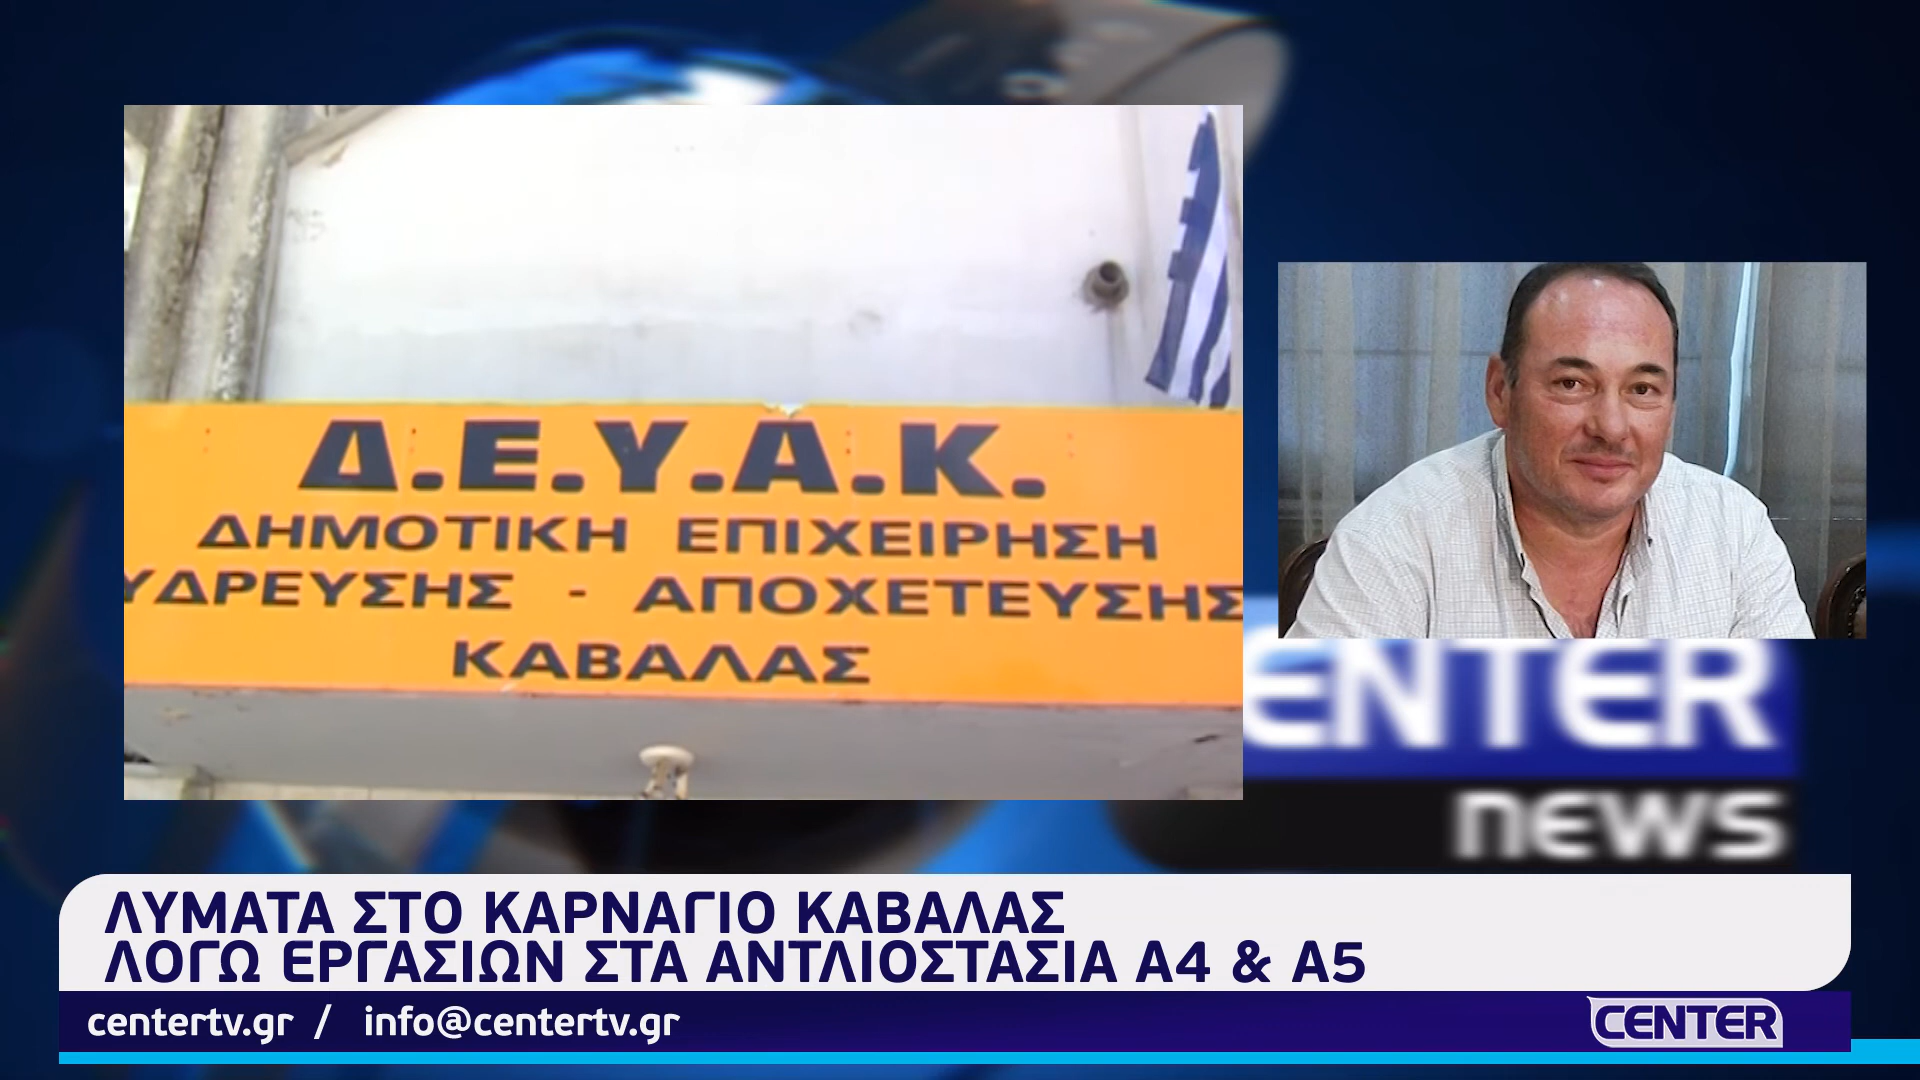 Δ.Ε.Υ.Α.Κ.
ΔΗΜΟΤΙΚΗ ΕΠΙΧΕΙΡΗΣΗ
ΥΔΡΕΥΣΗΣ - ΑΠΟΧΕΤΕΥΣΗΣ
ΚΑΒΑΛΑΣ
ENTER
news
ΛΥΜΑΤΑ ΣΤΟ ΚΑΡΝΑΓΙΟ ΚΑΒΑΛΑΣ
ΛΟΓΩ ΕΡΓΑΣΙΩΝ ΣΤΑ ΑΝΤΛΙΟΣΤΑΣΙΑ Α4 & Α5
centertv.gr / info@centertv.gr
CENTER